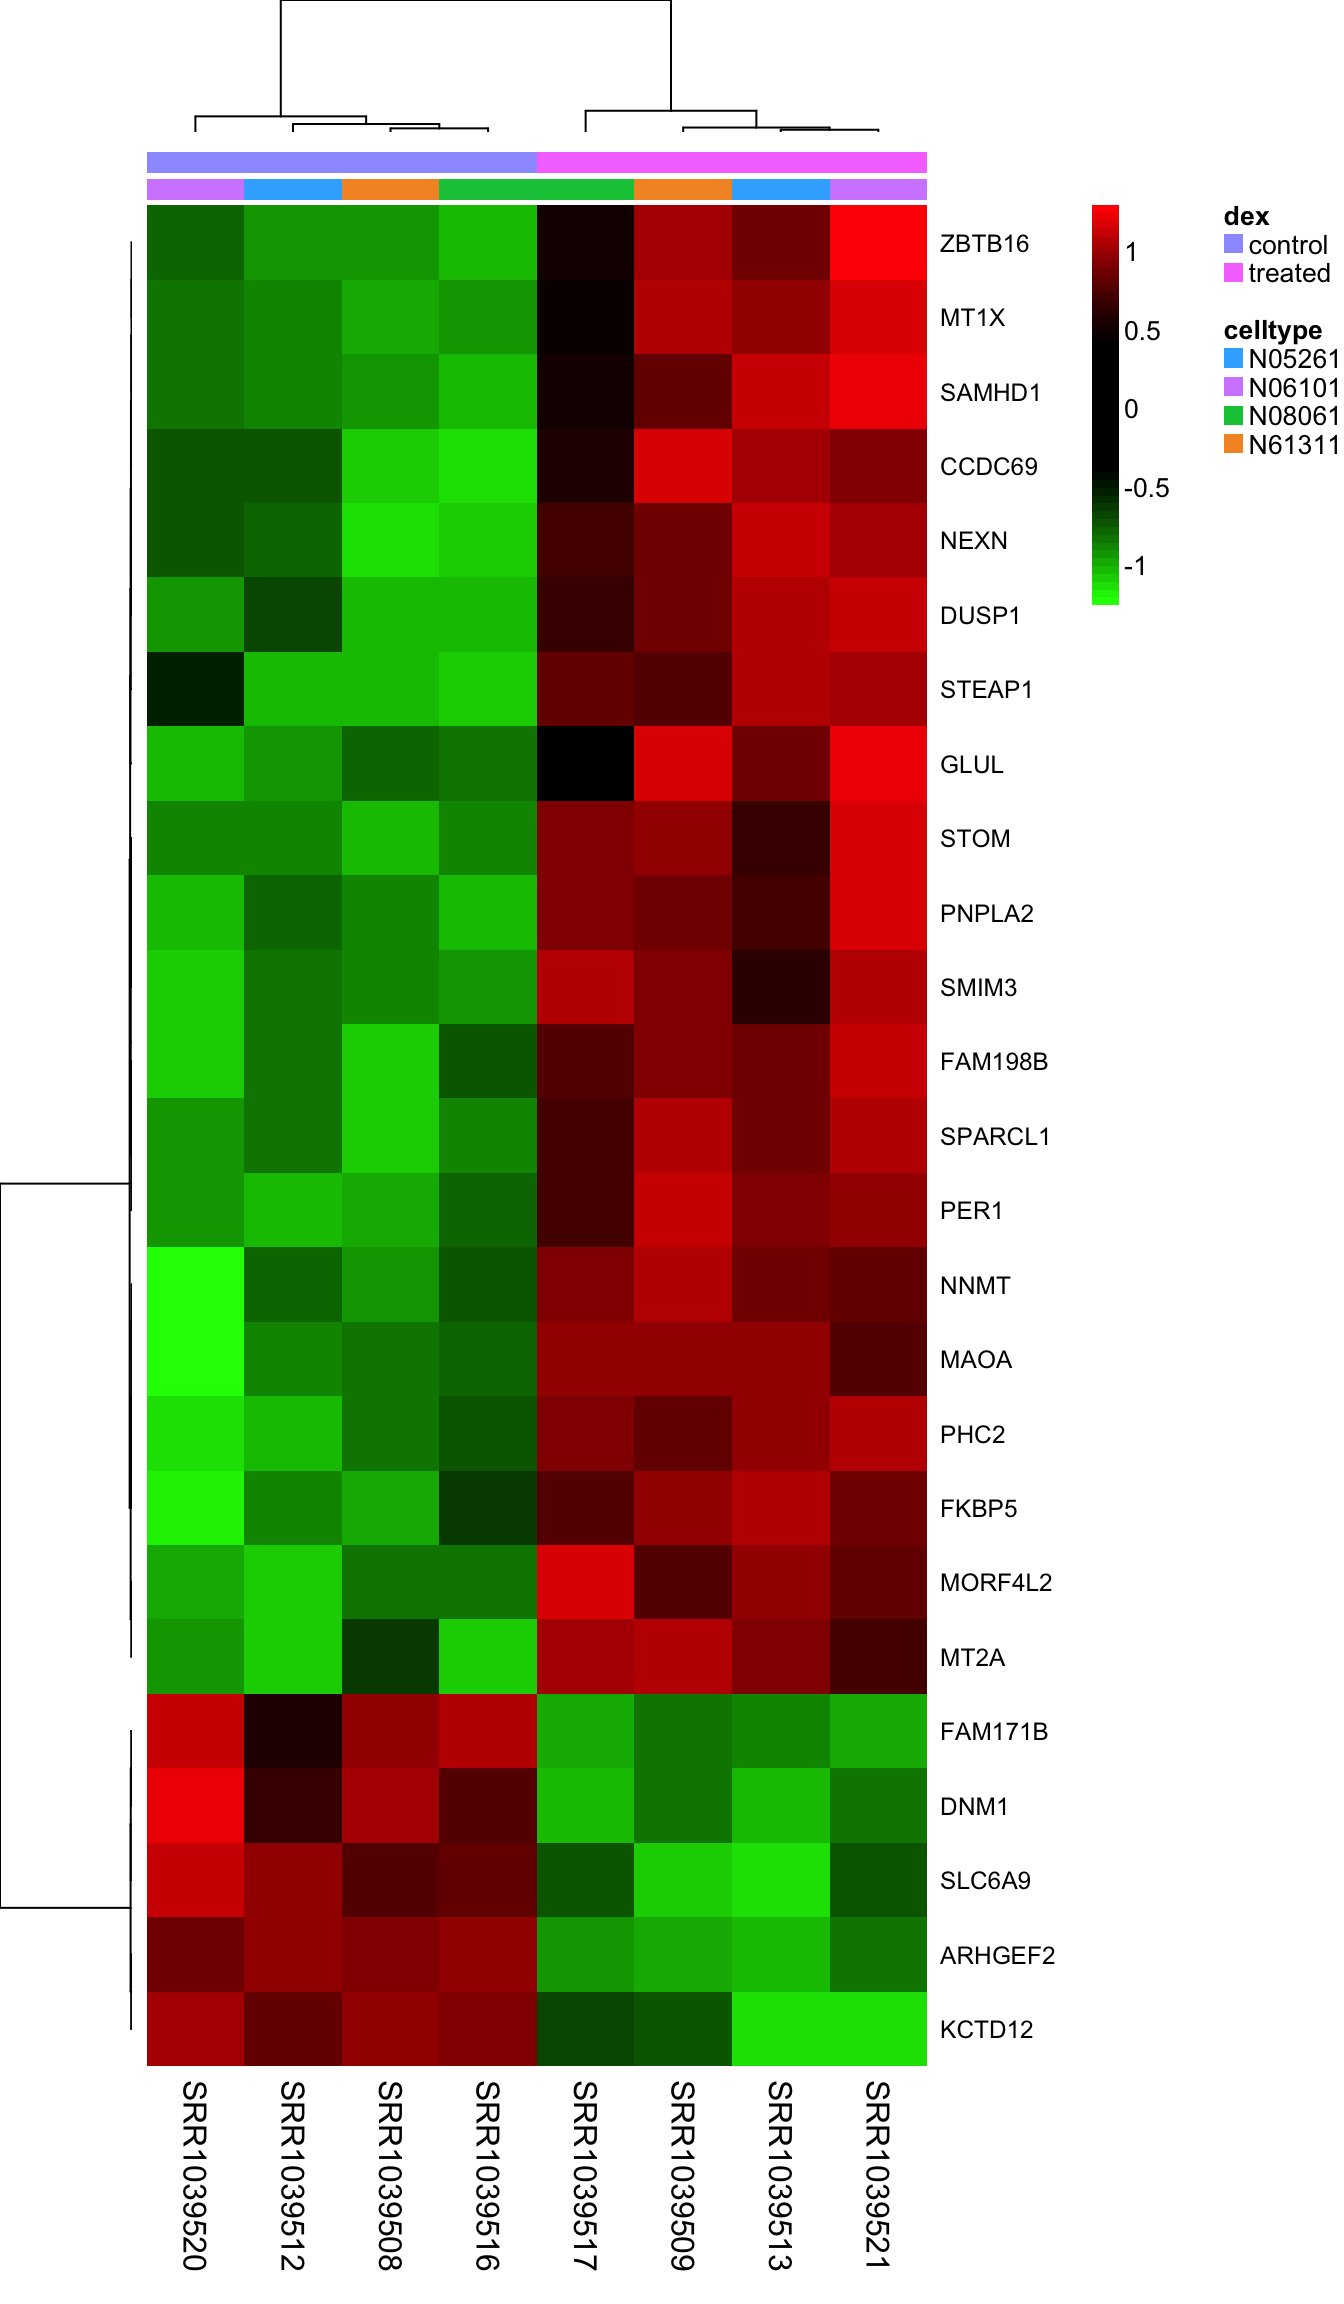 ZBTB16
MT1X
SAMHD1
CCDC69
NEXN
DUSP1
STEAP1
GLUL
STOM
PNPLA2
SMIM3
FAM198B
SPARCL1
PER1
NNMT
MAOA
PHC2
FKBP5
MORF4L2
MT2A
FAM171B
DNM1
SLC6A9
ARHGEF2
KCTD12
1
0.5
0
-0.5
-1
dex
control
treated
celltype
N05261
N06101
N08061
N61311
SRR1039520
SRR1039512
SRR1039508
SRR1039516
SRR1039517
SRR1039509
SRR1039513
SRR1039521